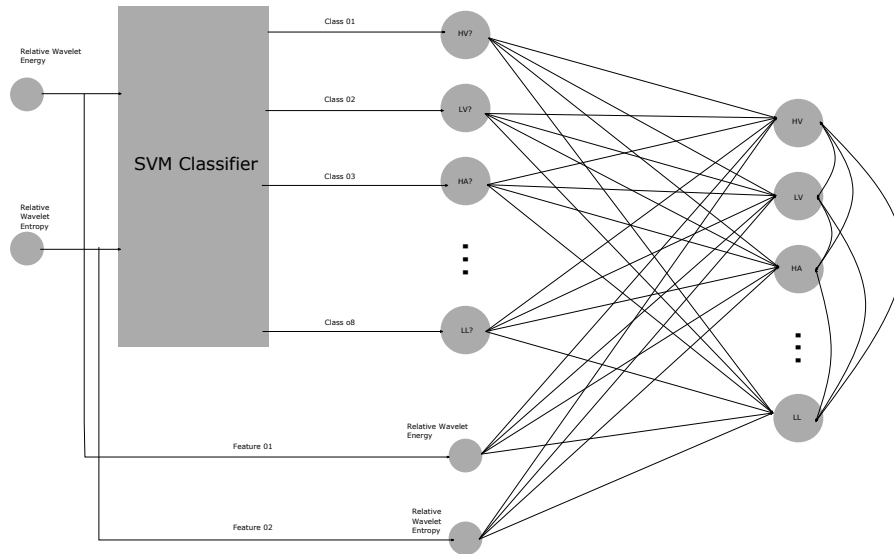 Class 01
HV?
Relative Wavelet
Energy
Class 02
LV?
HV
SVM Classifier
Class 03
HA?
LV
Relative
Wavelet
Entropy
HA
Class o8
LL?
LL
Relative Wavelet
Energy
Feature 01
Relative
Wavelet
Entropy
Feature 02